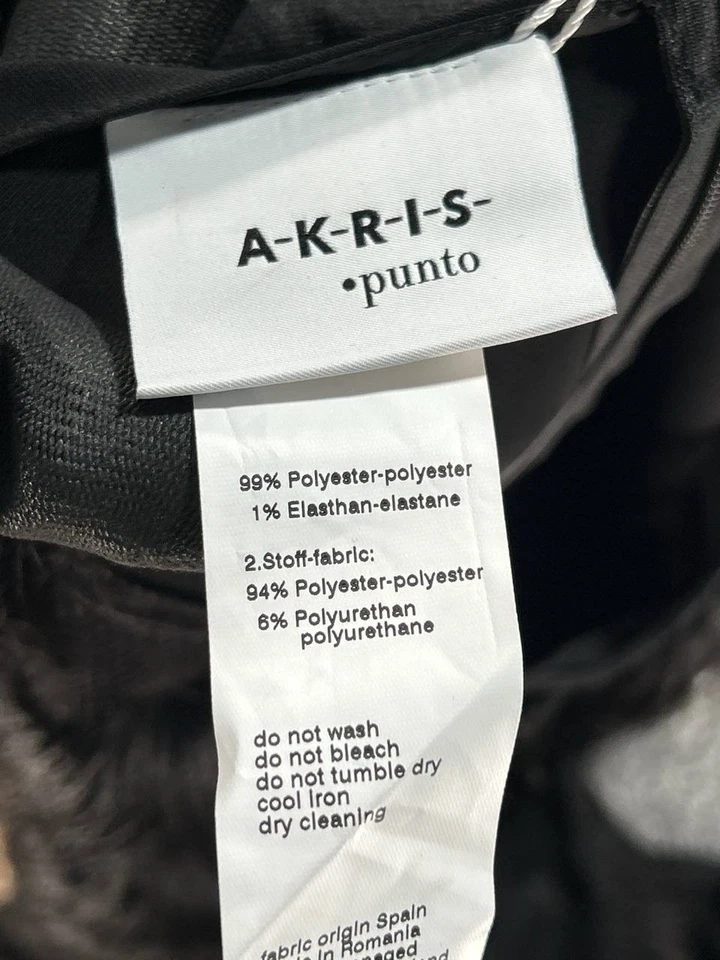 A-K-R-I-S-
•punto
99% Polyester-polyester
1% Elasthan-elastane
2.Stoff-fabric:
94% Polyester-polyester
6% Polyurethan
polyurethane
do not wash
do not bleach
do not tumble dry
cool Iron
dry cleaning
fabric origin Spain
in Romania